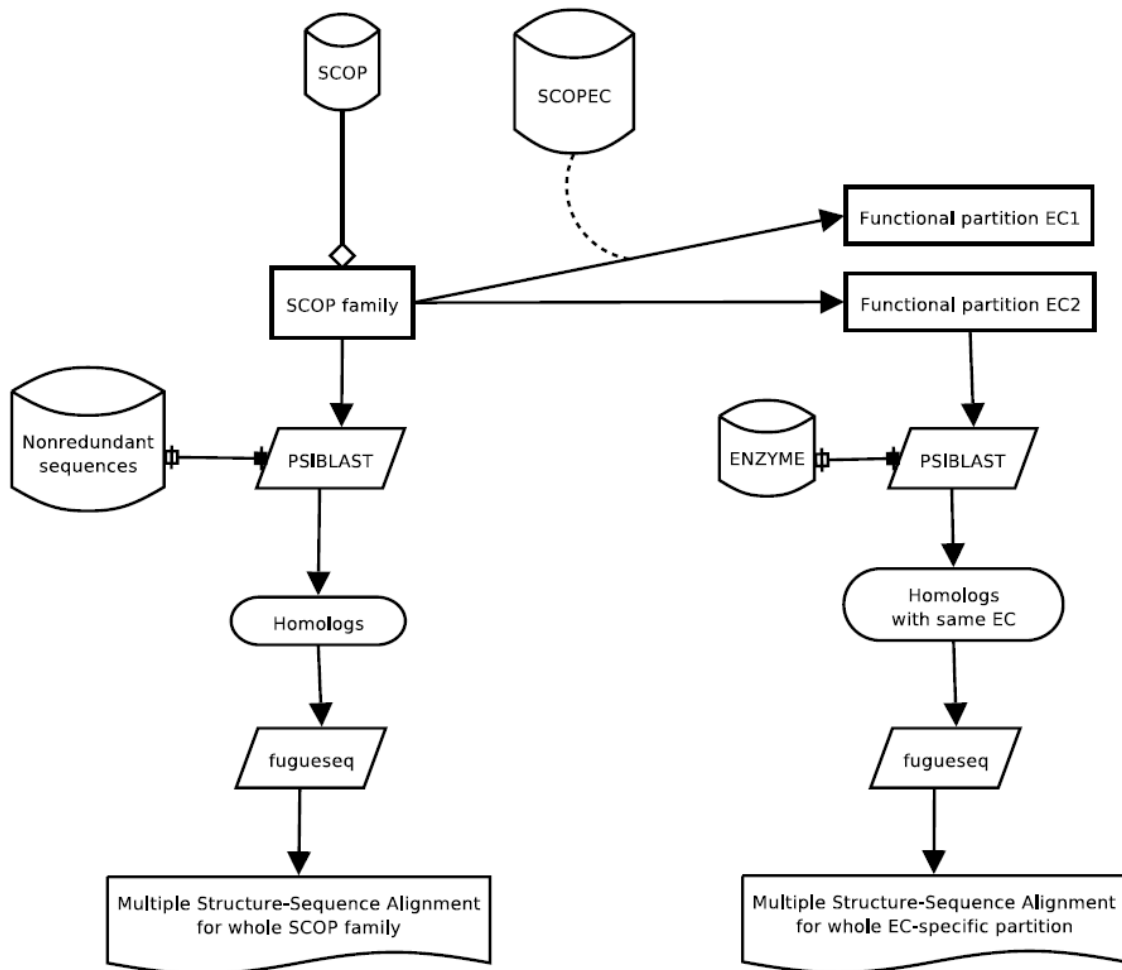 SCOP
SCOPEC
Functional partition EC1
SCOP family
Functional partition EC2
Nonredundant
sequences
PSIBLAST
ENZYME
PSIBLAST
Homologs
Homologs
with same EC
fugueseq
fugueseq
Multiple Structure-Sequence Alignment
for whole SCOP family
Multiple Structure-Sequence Alignment
for whole EC-specific partition